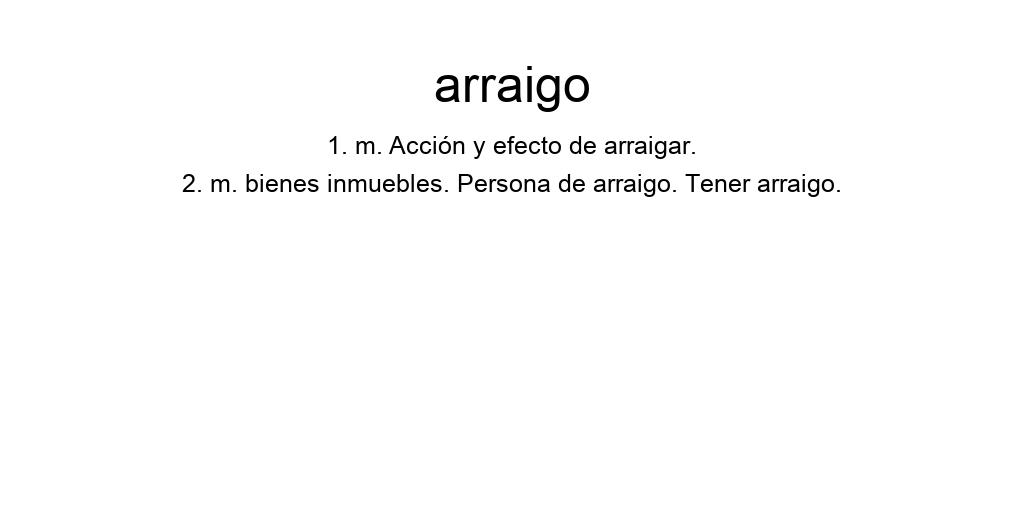 arraigo
1. m. Acción y efecto de arraigar.
2. m. bienes inmuebles. Persona de arraigo. Tener arraigo.